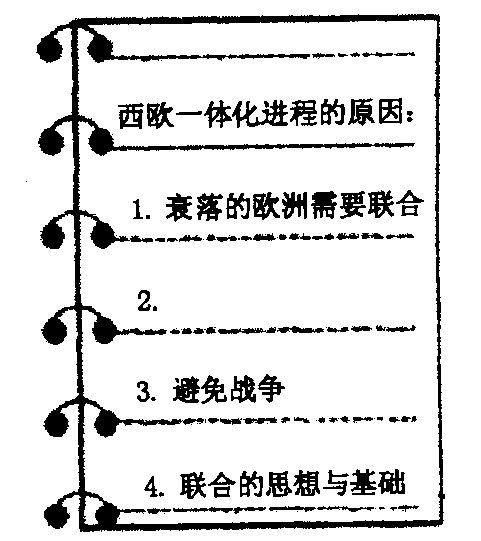 西欧一体化进程的原因：
1. 衰落的欧洲需要联合
2.
3. 避免战争
4. 联合的思想与基础